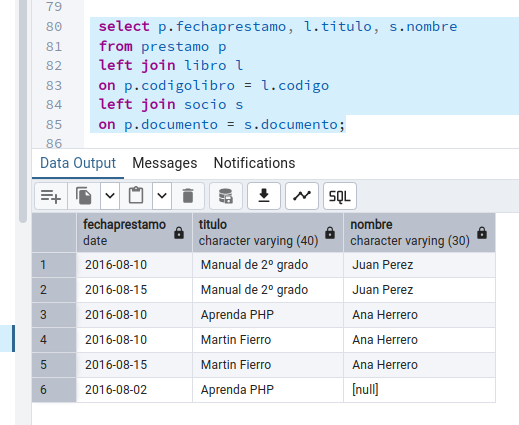 79
80 select p.fechaprestamo, l.titulo, s.nombre
81 from prestamo p
82 left join libro l
83 on p.codigolibro = l.codigo
84 left join socio s
85 on p.documento = s.documento;
86
Data Output Messages Notifications
SQL
fechaprestamo titulo nombre
date character varying (40) character varying (30)
1 2016-08-10 Manual de 2º grado Juan Perez
2 2016-08-15 Manual de 2º grado Juan Perez
3 2016-08-10 Aprenda PHP Ana Herrero
4 2016-08-10 Martin Fierro Ana Herrero
5 2016-08-15 Martin Fierro Ana Herrero
6 2016-08-02 Aprenda PHP [null]